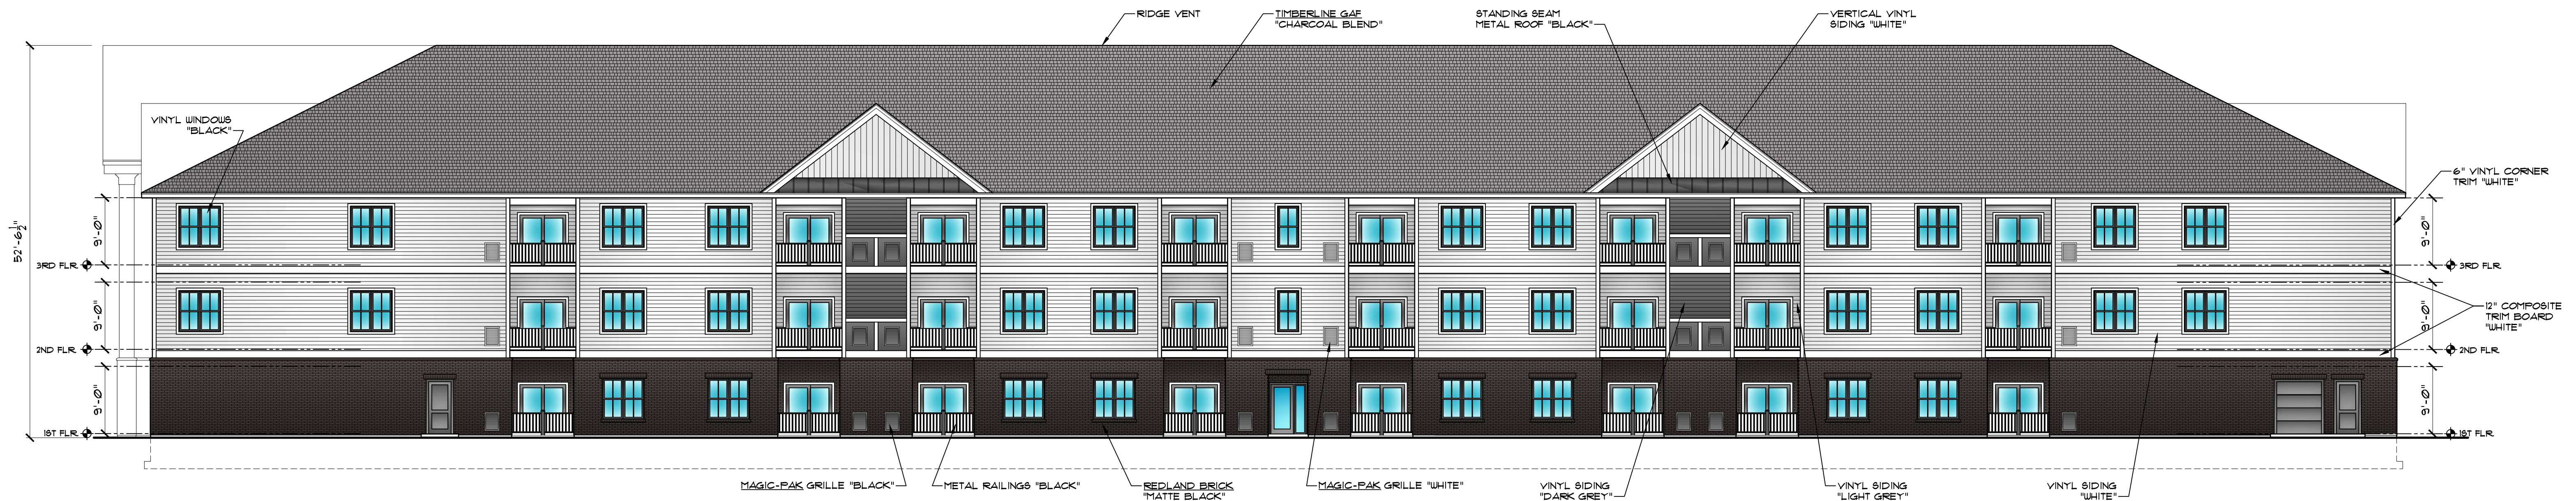 RIDGE VENT
TIMBERLINE GAF
"CHARCOAL BLEND"
STANDING SEAM
METAL ROOF "BLACK"
VERTICAL VINYL
SIDING "WHITE"
VINYL WINDOWS
"BLACK"
6" VINYL CORNER
TRIM "WHITE"
52'-6 1/2"
9'-0"
9'-0"
3RD FLR.
3RD FLR.
9'-0"
9'-0"
12" COMPOSITE
TRIM BOARD
"WHITE"
2ND FLR.
2ND FLR.
9'-0"
9'-0"
1ST FLR.
1ST FLR.
MAGIC-PAK GRILLE "BLACK"
METAL RAILINGS "BLACK"
REDLAND BRICK
"MATTE BLACK"
MAGIC-PAK GRILLE "WHITE"
VINYL SIDING
"DARK GREY"
VINYL SIDING
"LIGHT GREY"
VINYL SIDING
"WHITE"